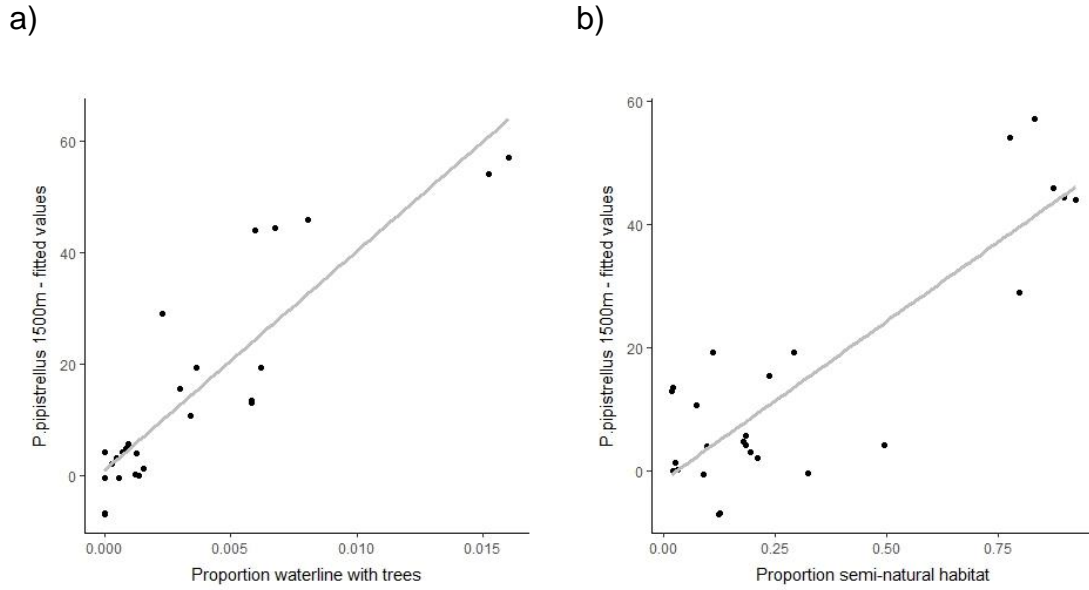 a)
b)
60
40
20
0
P.pipistrellus 1500m - fitted values
0.000
0.005
0.010
0.015
Proportion waterline with trees
60
40
20
0
P.pipistrellus 1500m - fitted values
0.00
0.25
0.50
0.75
Proportion semi-natural habitat